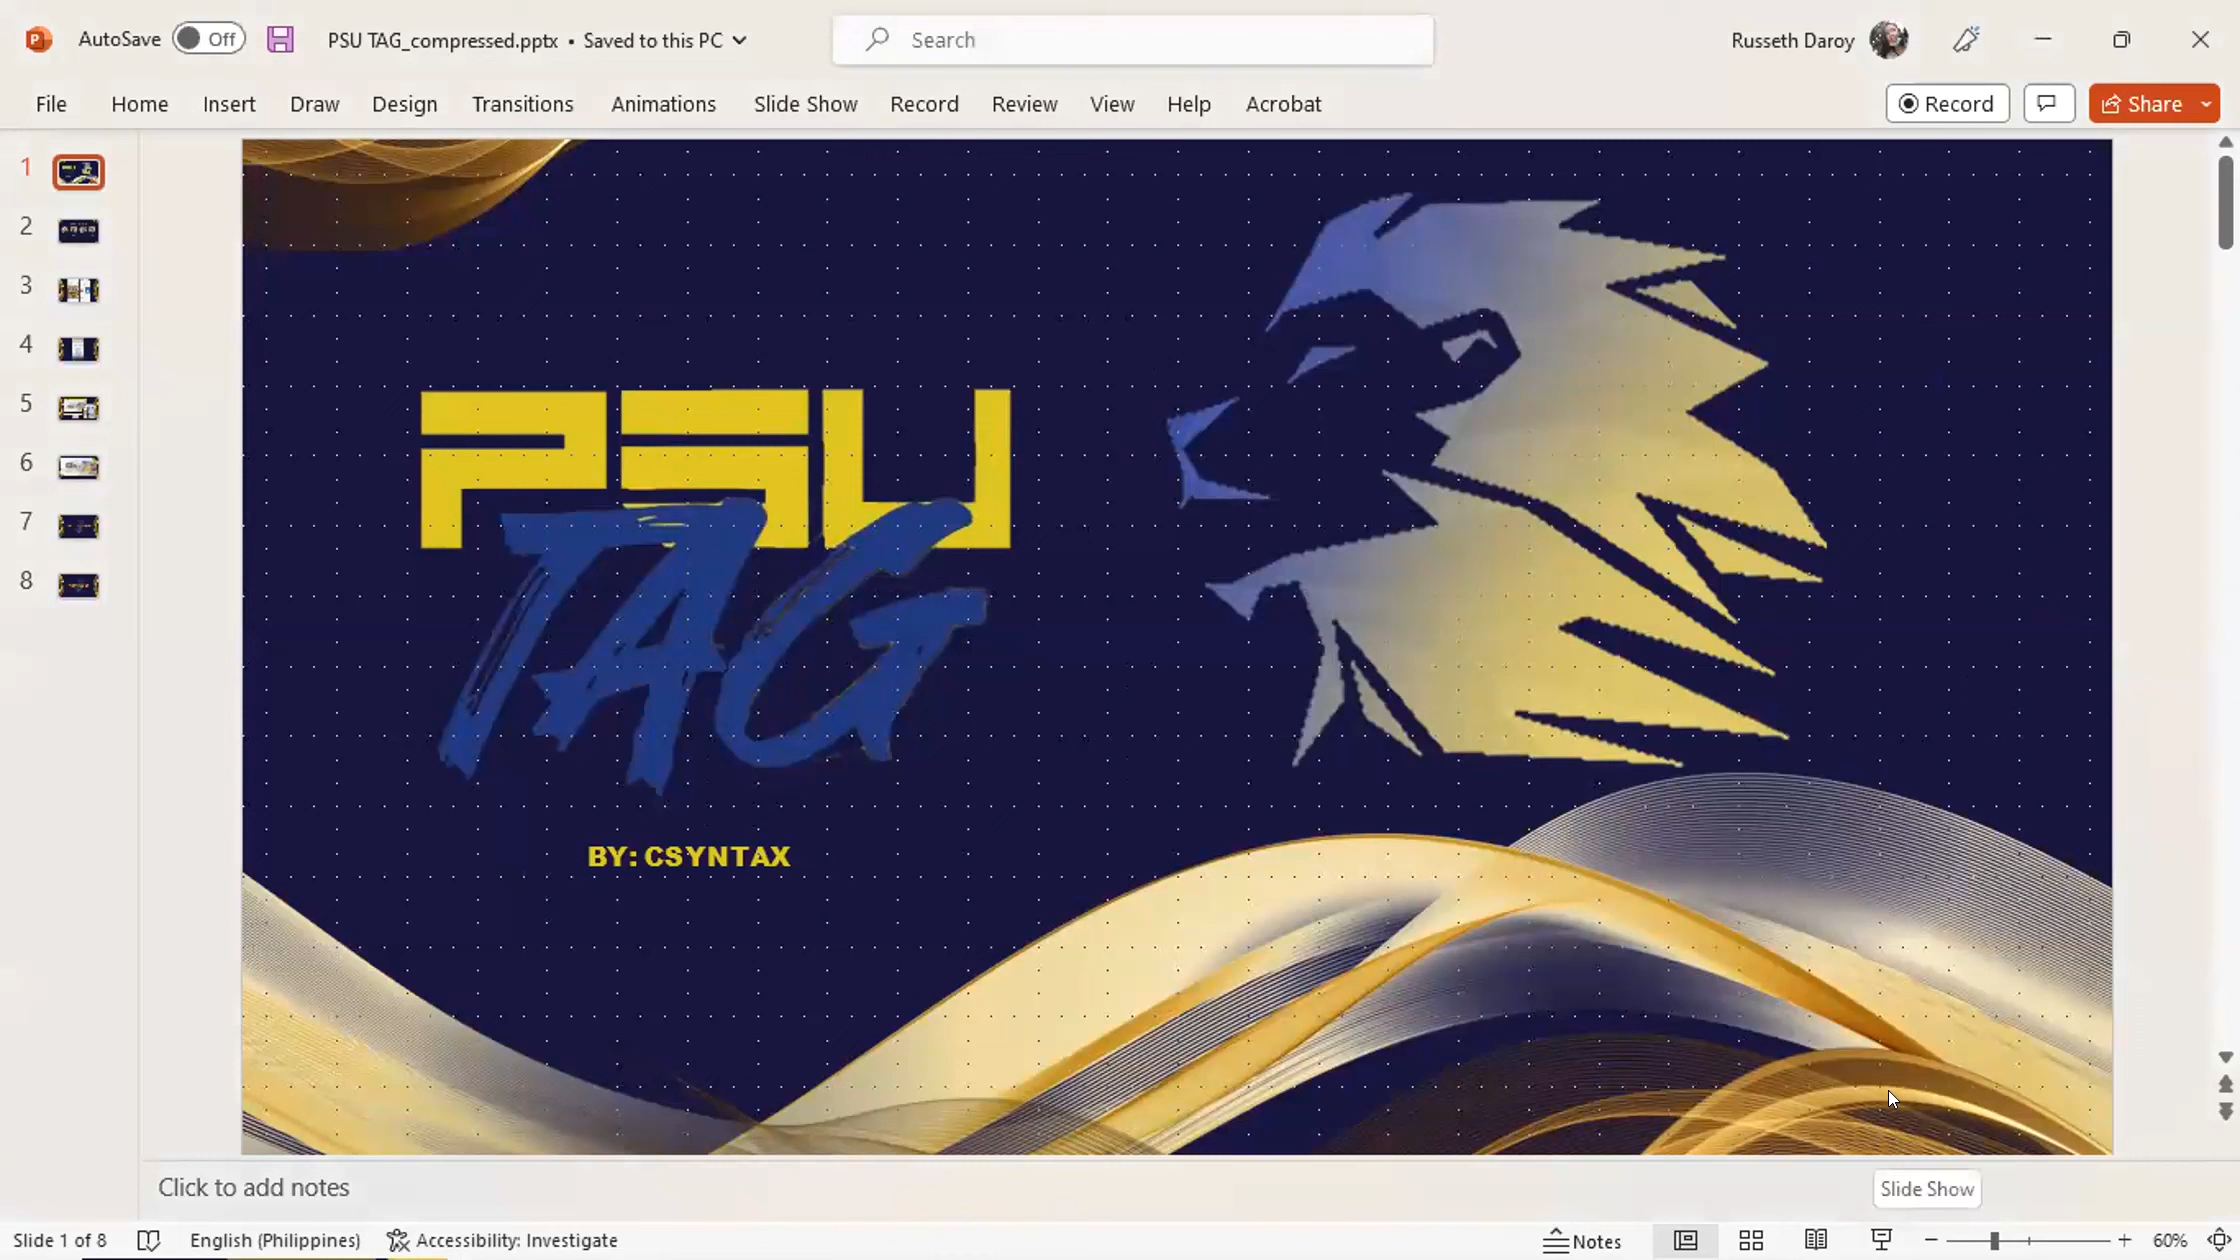 AutoSave Off PSU TAG_compressed.pptx • Saved to this PC Search Russeth Daroy
File Home Insert Draw Design Transitions Animations Slide Show Record Review View Help Acrobat Record Share
1
2
3
4
5
6
7
8
PSU
TAG
BY: CSYNTAX
Click to add notes
Slide Show
Slide 1 of 8 English (Philippines) Accessibility: Investigate Notes 60%